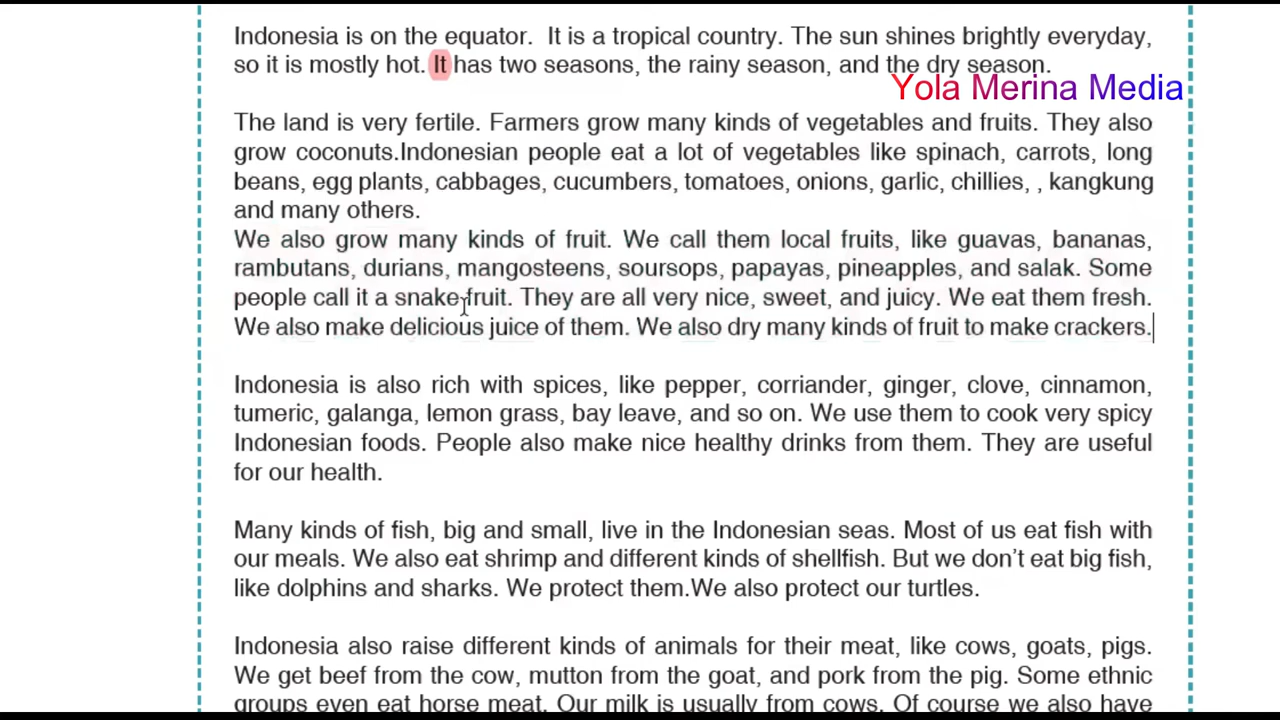 Indonesia is on the equator.  It is a tropical country. The sun shines brightly everyday,
so it is mostly hot. It has two seasons, the rainy season, and the dry season.
Yola Merina Media
The land is very fertile. Farmers grow many kinds of vegetables and fruits. They also
grow coconuts.Indonesian people eat a lot of vegetables like spinach, carrots, long
beans, egg plants, cabbages, cucumbers, tomatoes, onions, garlic, chillies, , kangkung
and many others.
We also grow many kinds of fruit. We call them local fruits, like guavas, bananas,
rambutans, durians, mangosteens, soursops, papayas, pineapples, and salak. Some
people call it a snake fruit. They are all very nice, sweet, and juicy. We eat them fresh.
We also make delicious juice of them. We also dry many kinds of fruit to make crackers.
Indonesia is also rich with spices, like pepper, corriander, ginger, clove, cinnamon,
tumeric, galanga, lemon grass, bay leave, and so on. We use them to cook very spicy
Indonesian foods. People also make nice healthy drinks from them. They are useful
for our health.
Many kinds of fish, big and small, live in the Indonesian seas. Most of us eat fish with
our meals. We also eat shrimp and different kinds of shellfish. But we don’t eat big fish,
like dolphins and sharks. We protect them.We also protect our turtles.
Indonesia also raise different kinds of animals for their meat, like cows, goats, pigs.
We get beef from the cow, mutton from the goat, and pork from the pig. Some ethnic
groups even eat horse meat. Our milk is usually from cows. Of course we also have